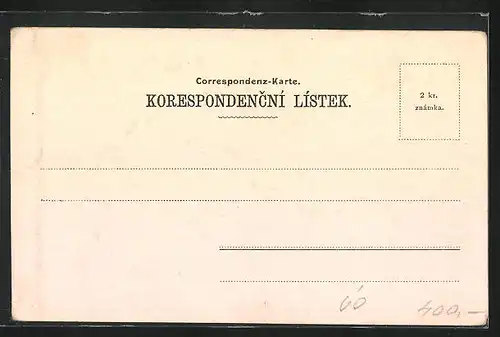 Correspondenz-Karte.
KORESPONDENČNÍ LÍSTEK.
2 kr.
známka.
60
400,—